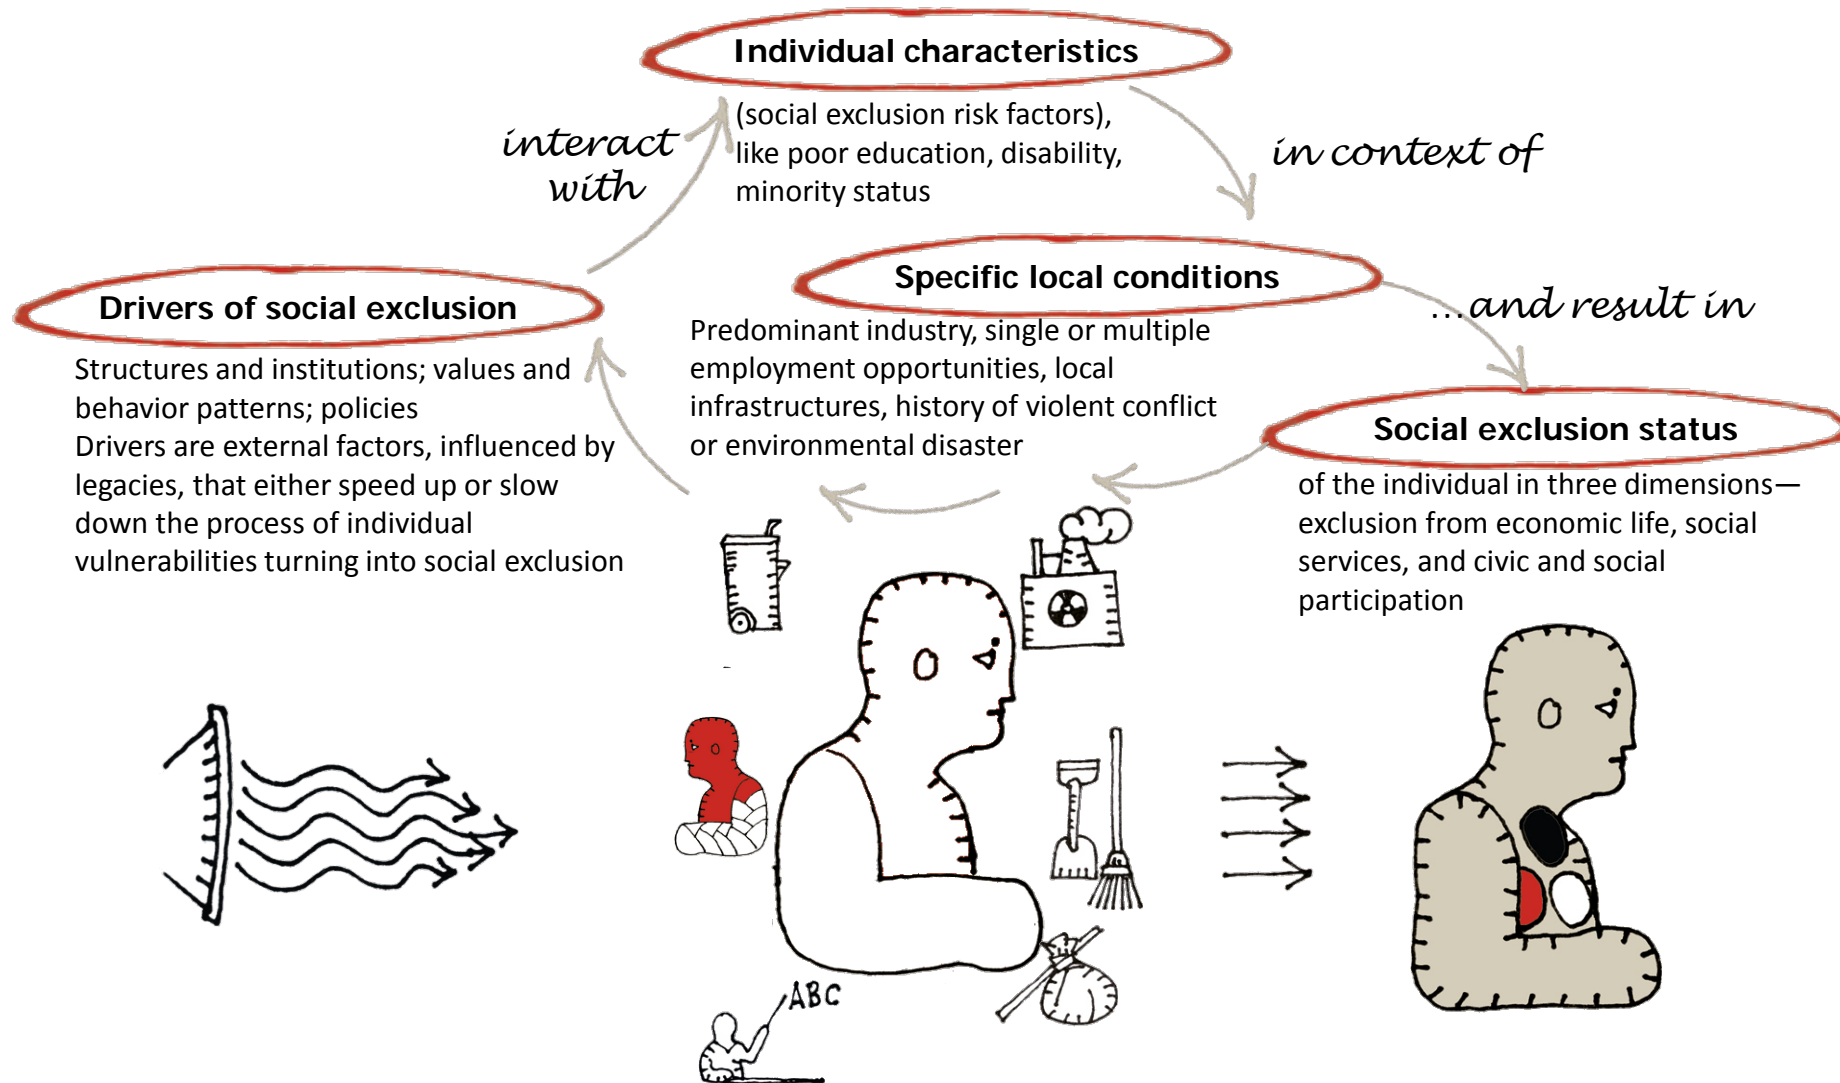 Individual characteristics
(social exclusion risk factors),
like poor education, disability,
minority status
interact
with
in context of
Drivers of social exclusion
Structures and institutions; values and
behavior patterns; policies
Drivers are external factors, influenced by
legacies, that either speed up or slow
down the process of individual
vulnerabilities turning into social exclusion
Specific local conditions
Predominant industry, single or multiple
employment opportunities, local
infrastructures, history of violent conflict
or environmental disaster
...and result in
Social exclusion status
of the individual in three dimensions—
exclusion from economic life, social
services, and civic and social
participation
ABC